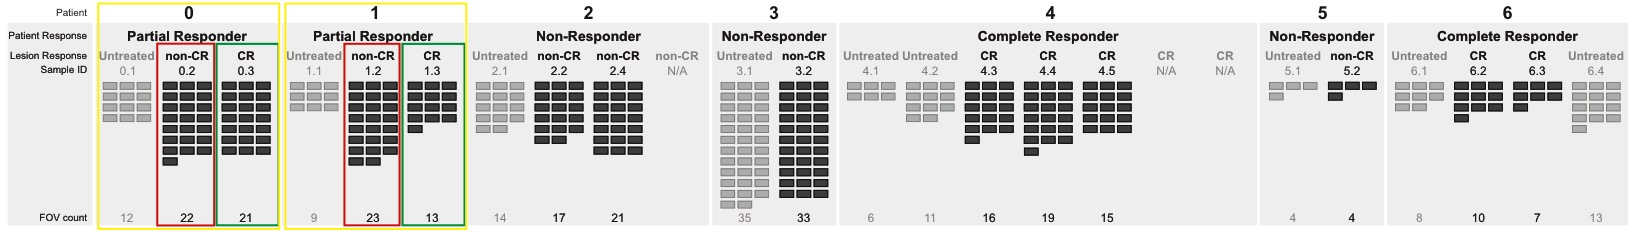 Patient 0 1 2 3 4 5 6
Patient Response Partial Responder Partial Responder Non-Responder Non-Responder Complete Responder Non-Responder Complete Responder
Lesion Response Untreated non-CR CR Untreated non-CR CR Untreated non-CR non-CR non-CR Untreated non-CR Untreated Untreated CR CR CR CR CR Untreated non-CR Untreated CR CR Untreated
Sample ID 0.1 0.2 0.3 1.1 1.2 1.3 2.1 2.2 2.4 N/A 3.1 3.2 4.1 4.2 4.3 4.4 4.5 N/A N/A 5.1 5.2 6.1 6.2 6.3 6.4
FOV count 12 22 21 9 23 13 14 17 21 35 33 6 11 16 19 15 4 4 8 10 7 13